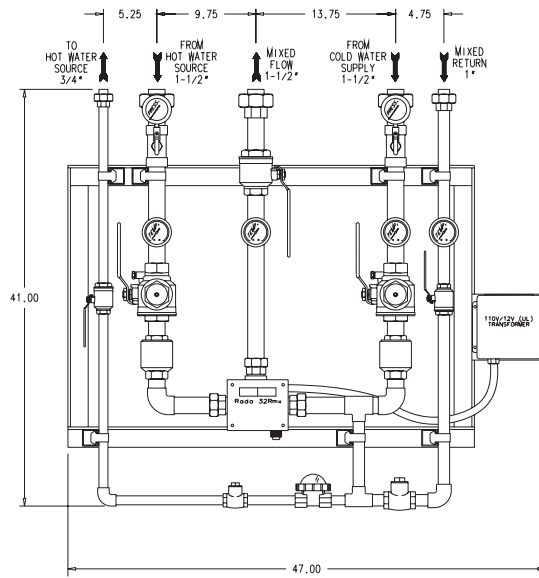 5.25
9.75
13.75
4.75
TO
HOT WATER
SOURCE
3/4"
FROM
HOT WATER
SOURCE
1-1/2"
MIXED
FLOW
1-1/2"
FROM
COLD WATER
SUPPLY
1-1/2"
MIXED
RETURN
1"
41.00
110V/12V (UL)
TRANSFORMER
Rada 32Rmx
47.00